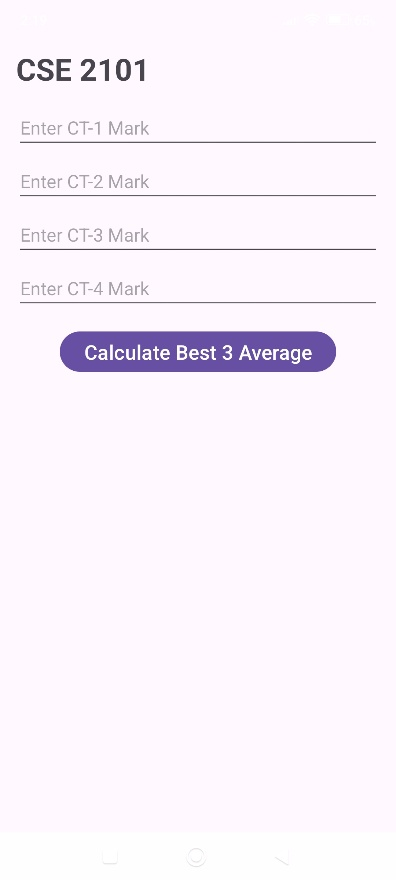 CSE 2101
Enter CT-1 Mark
Enter CT-2 Mark
Enter CT-3 Mark
Enter CT-4 Mark
Calculate Best 3 Average